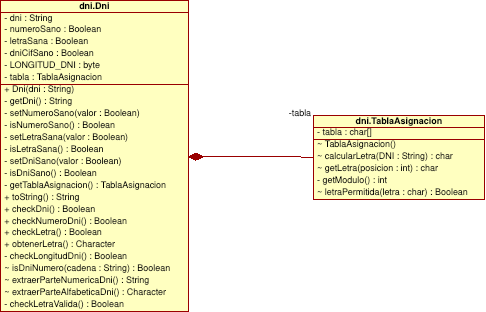 dni.Dni
- dni : String
- numeroSano : Boolean
- letraSana : Boolean
- dniCifSano : Boolean
- LONGITUD_DNI : byte
- tabla : TablaAsignacion
+ Dni(dni : String)
- getDni() : String
- setNumeroSano(valor : Boolean)
- isNumeroSano() : Boolean
- setLetraSana(valor : Boolean)
- isLetraSana() : Boolean
- setDniSano(valor : Boolean)
- isDniSano() : Boolean
- getTablaAsignacion() : TablaAsignacion
+ toString() : String
+ checkDni() : Boolean
+ checkNumeroDni() : Boolean
+ checkLetra() : Boolean
+ obtenerLetra() : Character
- checkLongitudDni() : Boolean
~ isDniNumero(cadena : String) : Boolean
~ extraerParteNumericaDni() : String
~ extraerParteAlfabeticaDni() : Character
- checkLetraValida() : Boolean
-tabla
dni.TablaAsignacion
- tabla : char[]
~ TablaAsignacion()
~ calcularLetra(DNI : String) : char
~ getLetra(posicion : int) : char
- getModulo() : int
~ letraPermitida(letra : char) : Boolean